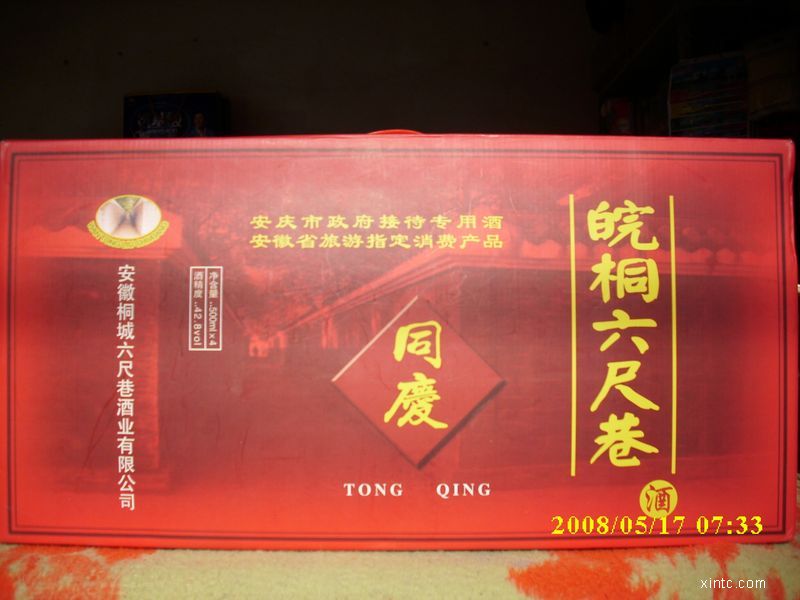 安庆市政府接待专用酒
安徽省旅游指定消费产品
皖桐六尺巷
酒
净含量:500ml×4
酒精度:42.8vol
同慶
TONG QING
安徽桐城六尺巷酒业有限公司
2008/05/17 07:33
xintc.com